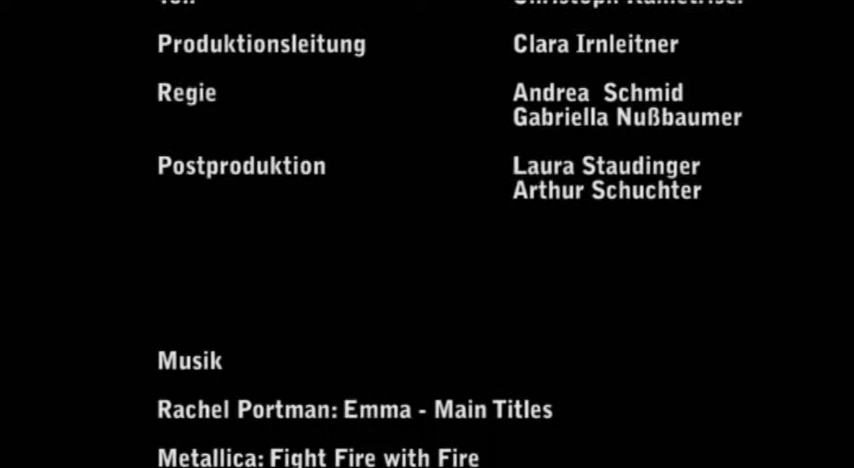 Produktionsleitung Clara Irnleitner
Regie Andrea Schmid
Gabriella Nußbaumer
Postproduktion Laura Staudinger
Arthur Schuchter
Musik
Rachel Portman: Emma - Main Titles
Metallica: Fight Fire with Fire